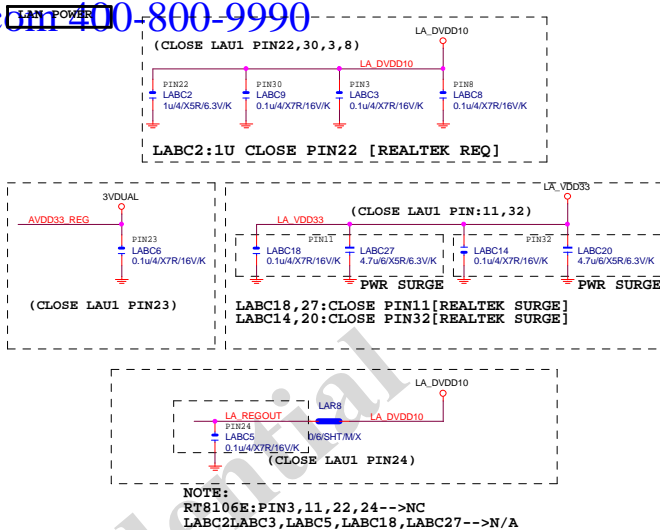 LAN POWER
com 400-800-9990
LA_DVDD10
(CLOSE LAU1 PIN22,30,3,8)
LA_DVDD10
PIN22
LABC2
1u/4/X5R/6.3V/K
PIN30
LABC9
0.1u/4/X7R/16V/K
PIN3
LABC3
0.1u/4/X7R/16V/K
PIN8
LABC8
0.1u/4/X7R/16V/K
LABC2:1U CLOSE PIN22 [REALTEK REQ]
3VDUAL
AVDD33_REG
PIN23
LABC6
0.1u/4/X7R/16V/K
(CLOSE LAU1 PIN23)
LA_VDD33
(CLOSE LAU1 PIN:11,32)
LA_VDD33
PIN11
LABC18
0.1u/4/X7R/16V/K
LABC27
4.7u/6/X5R/6.3V/K
PIN32
LABC14
0.1u/4/X7R/16V/K
LABC20
4.7u/6/X5R/6.3V/K
PWR SURGE
PWR SURGE
LABC18,27:CLOSE PIN11[REALTEK SURGE]
LABC14,20:CLOSE PIN32[REALTEK SURGE]
LA_DVDD10
LA_REGOUT
LAR8
LA_DVDD10
PIN24
LABC5
0.1u/4/X7R/16V/K
0/6/SHT/M/X
(CLOSE LAU1 PIN24)
NOTE:
RT8106E:PIN3,11,22,24-->NC
LABC2LABC3,LABC5,LABC18,LABC27-->N/A